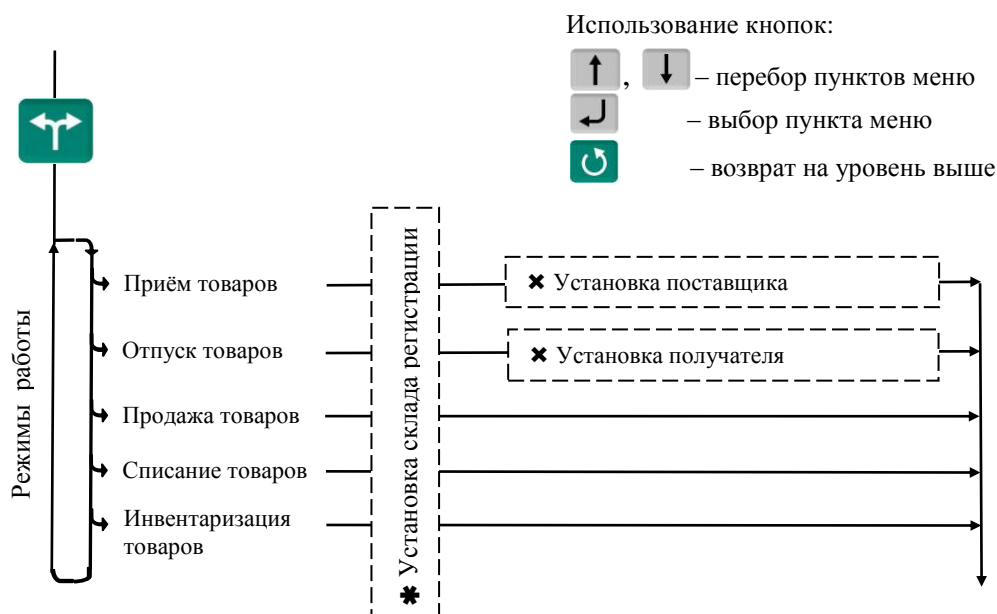 Использование кнопок:
, – перебор пунктов меню
– выбор пункта меню
– возврат на уровень выше
Режимы работы
Приём товаров
Отпуск товаров
Продажа товаров
Списание товаров
Инвентаризация
товаров
✱ Установка склада регистрации
✖ Установка поставщика
✖ Установка получателя